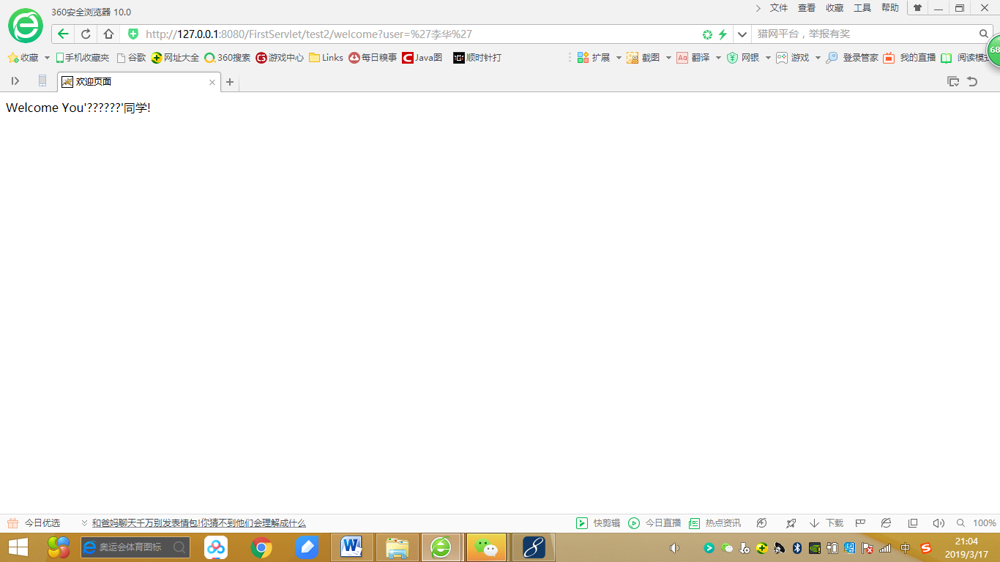 360安全浏览器 10.0
文件 查看 收藏 工具 帮助
http://127.0.0.1:8080/FirstServlet/test2/welcome?user=%27李华%27
猎网平台，举报有奖
68
收藏 手机收藏夹 谷歌 网址大全 360搜索 游戏中心 Links 每日糗事 Java图 顺时针打 扩展 截图 翻译 网银 游戏 登录管家 我的直播 阅读模式
欢迎页面
Welcome You'??????'同学!
今日优选 和爸妈聊天千万别发表情包!你猜不到他们会理解成什么 快剪辑 今日直播 热点资讯 下载 100%
奥运会体育图标
中
21:04
2019/3/17